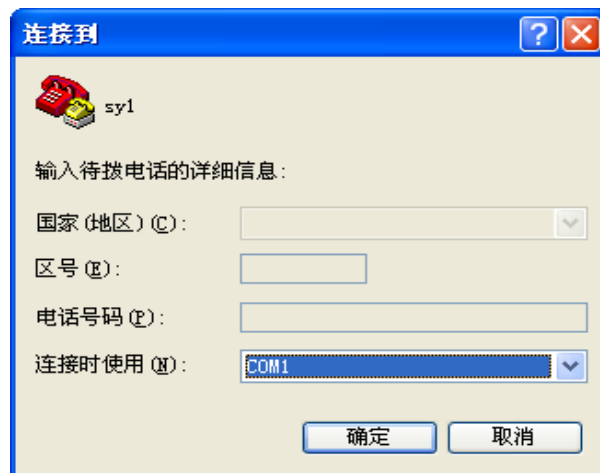 连接到
sy1
输入待拨电话的详细信息:
国家(地区)(C):
区号(E):
电话号码(P):
连接时使用(N): COM1
确定 取消